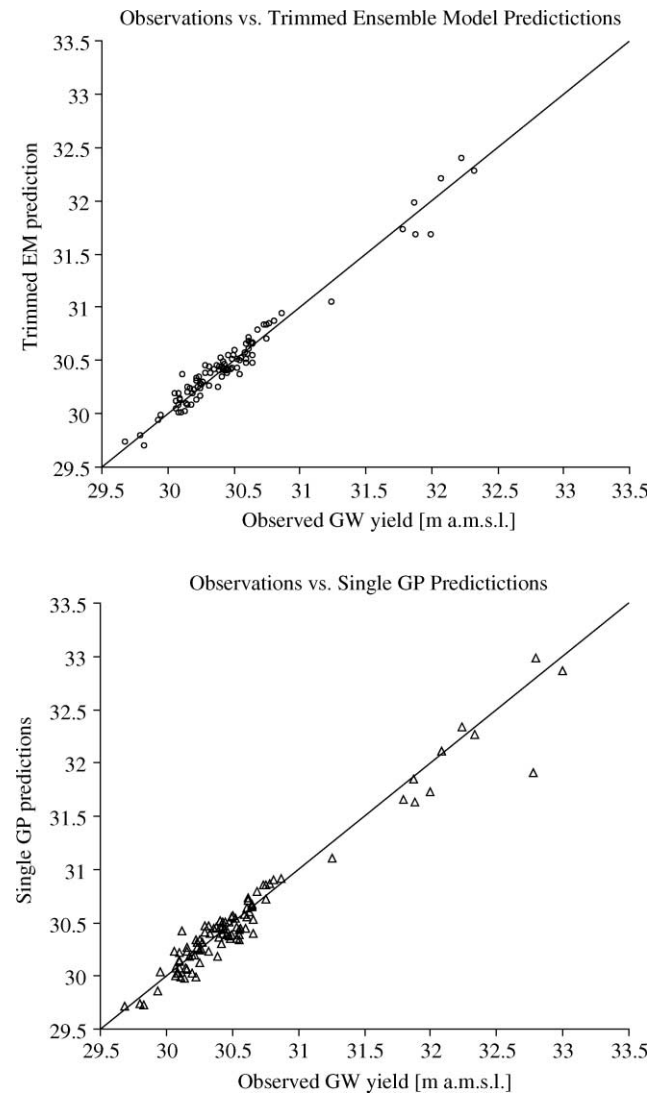 Observations vs. Trimmed Ensemble Model Predictictions
33.5
33
32.5
32
31.5
31
30.5
30
29.5
Trimmed EM prediction
29.5 30 30.5 31 31.5 32 32.5 33 33.5
Observed GW yield [m a.m.s.l.]
Observations vs. Single GP Predictictions
33.5
33
32.5
32
31.5
31
30.5
30
29.5
Single GP predictions
29.5 30 30.5 31 31.5 32 32.5 33 33.5
Observed GW yield [m a.m.s.l.]